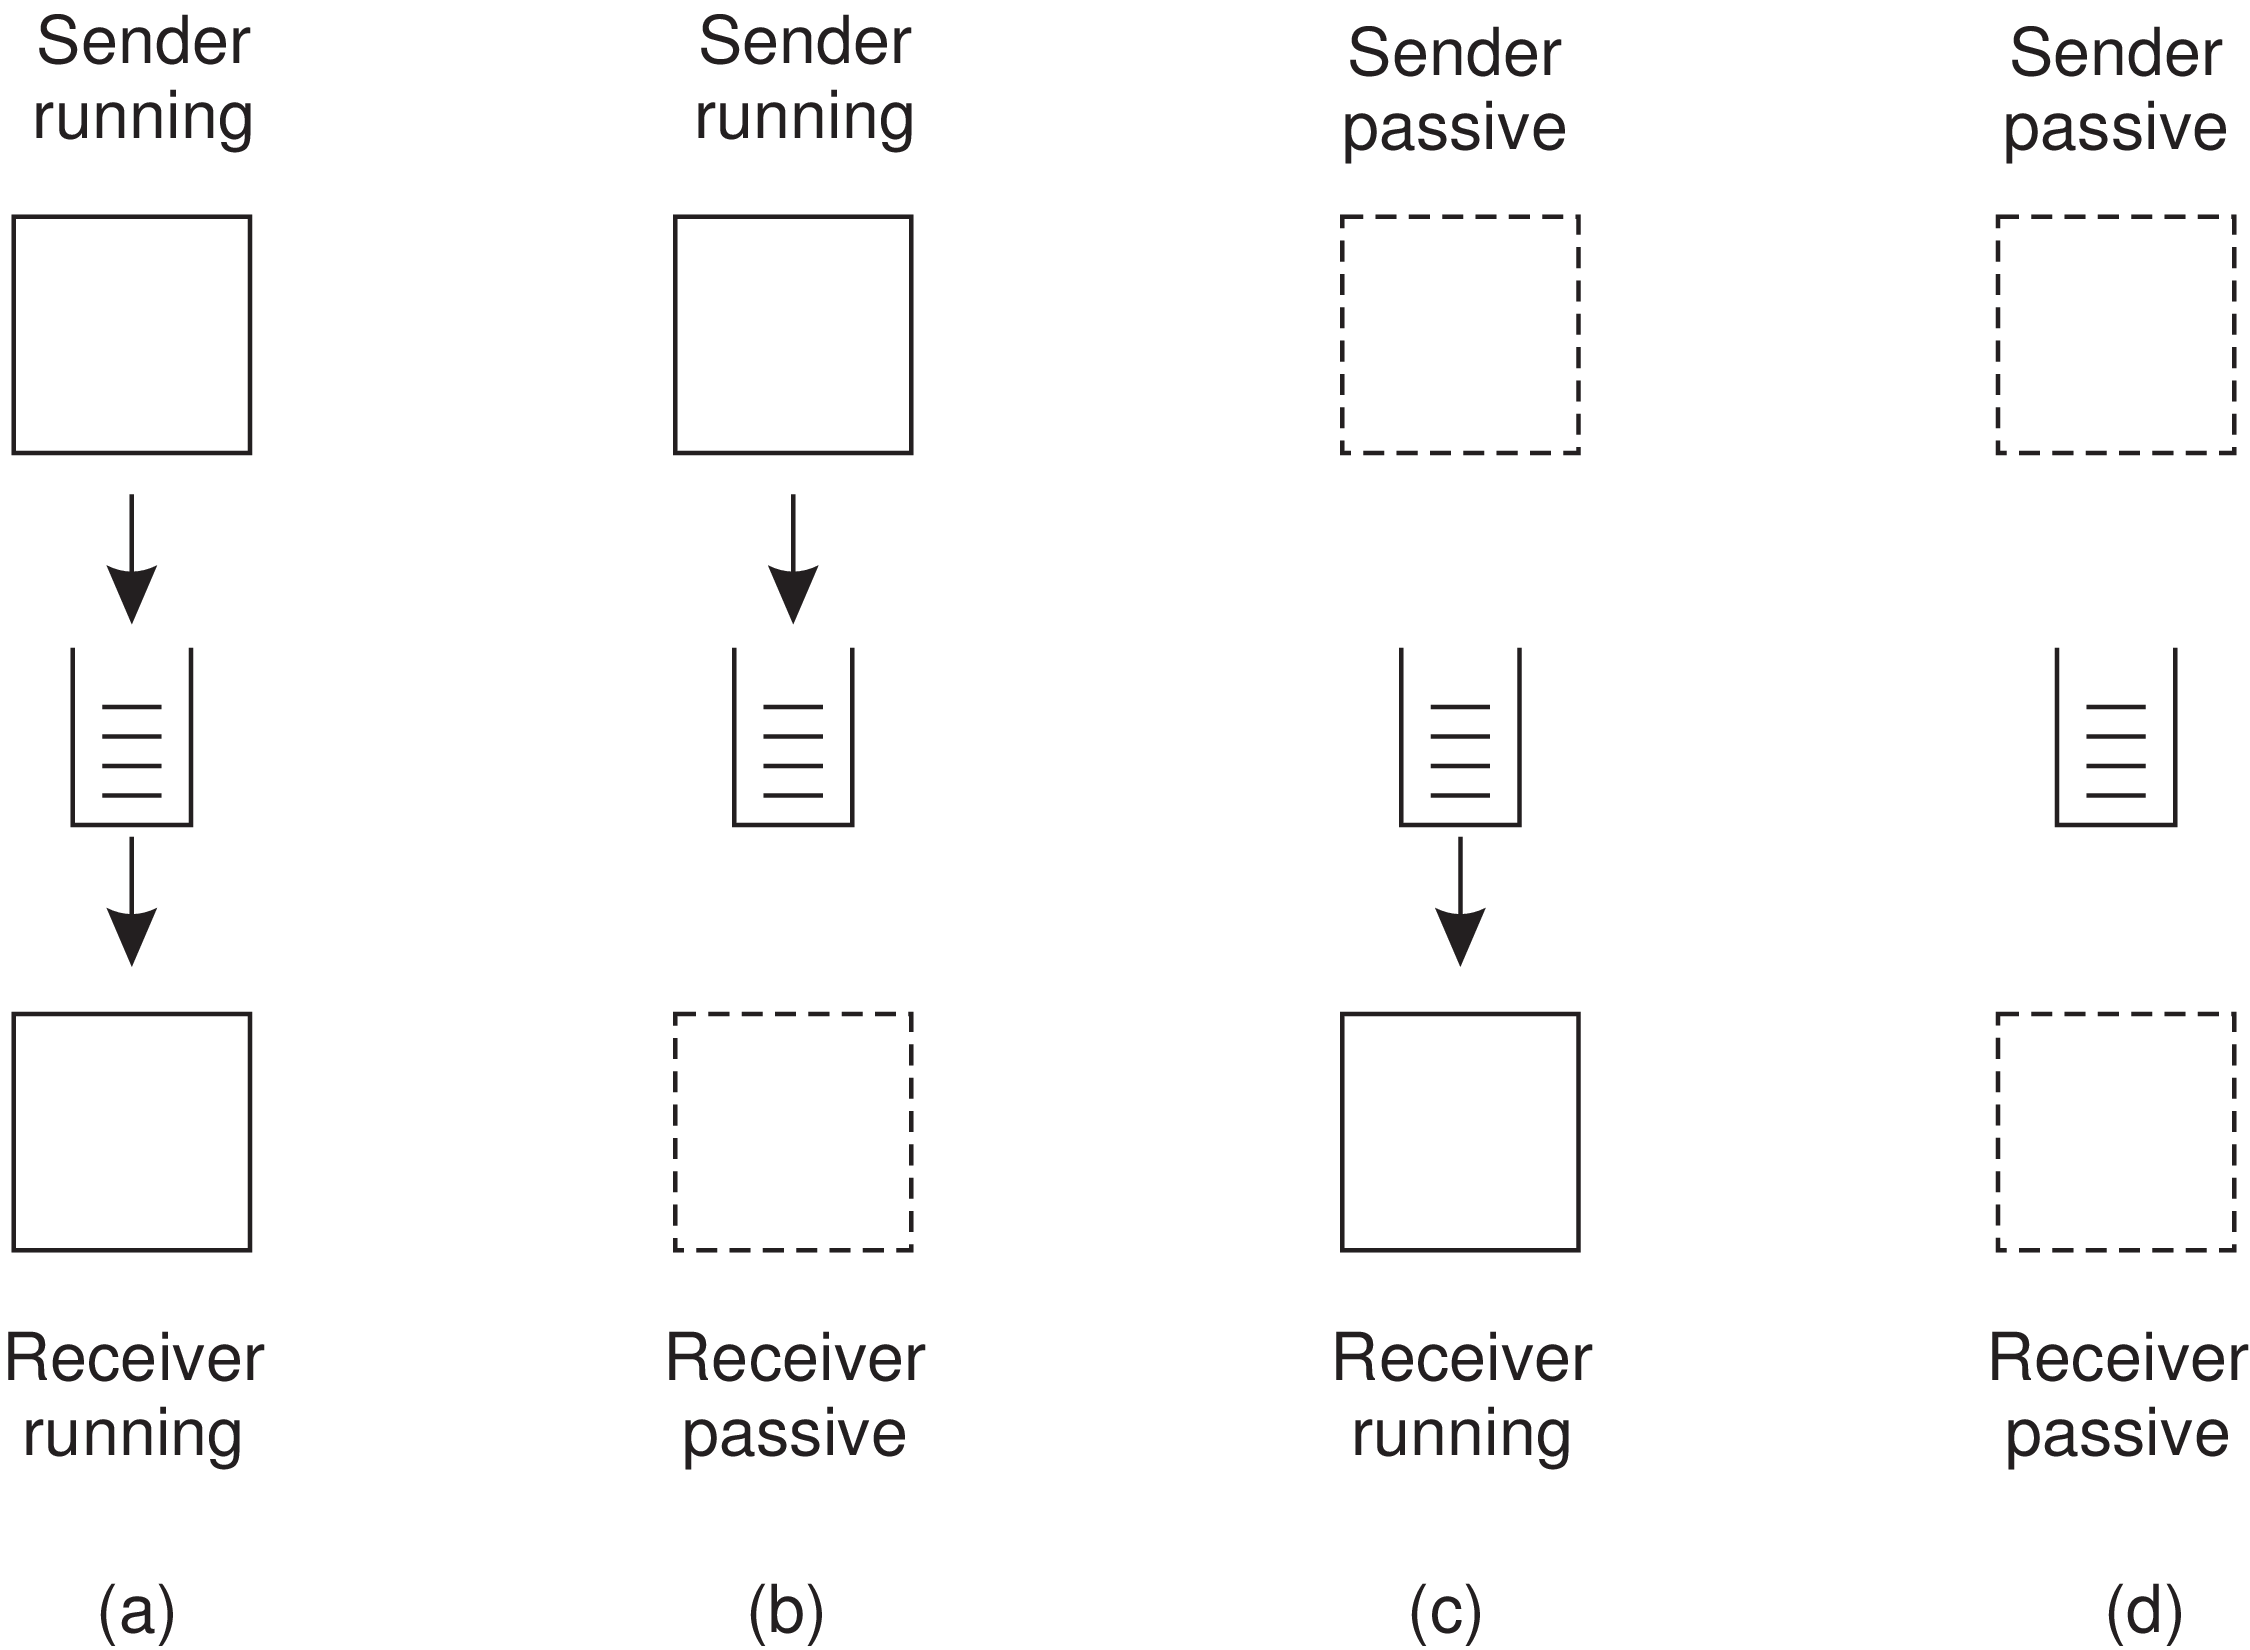 Sender
running
Sender
running
Sender
passive
Sender
passive
Receiver
running
Receiver
passive
Receiver
running
Receiver
passive
(a)
(b)
(c)
(d)